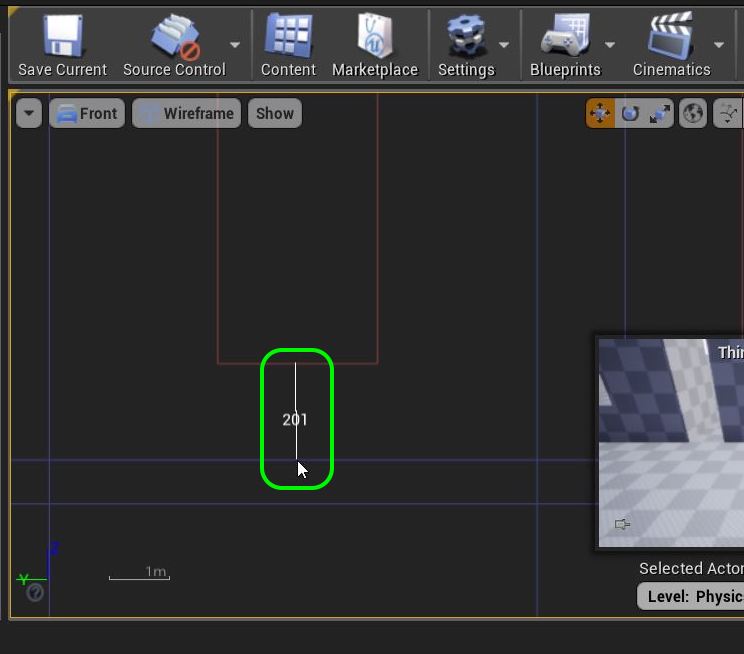 Save Current Source Control Content Marketplace Settings Blueprints Cinematics
Front Wireframe Show
Thir
201
Z
Y
1m
Selected Actor
Level: Physic